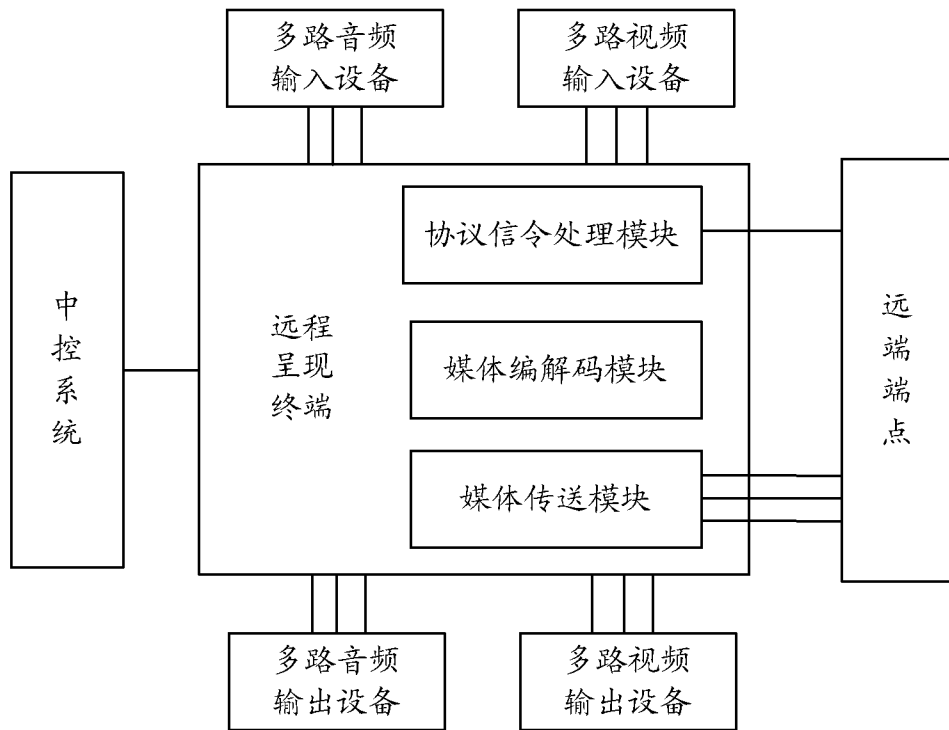 多路音频
输入设备
多路视频
输入设备
中
控
系
统
远程
呈现
终端
协议信令处理模块
媒体编解码模块
媒体传送模块
远
端
端
点
多路音频
输出设备
多路视频
输出设备